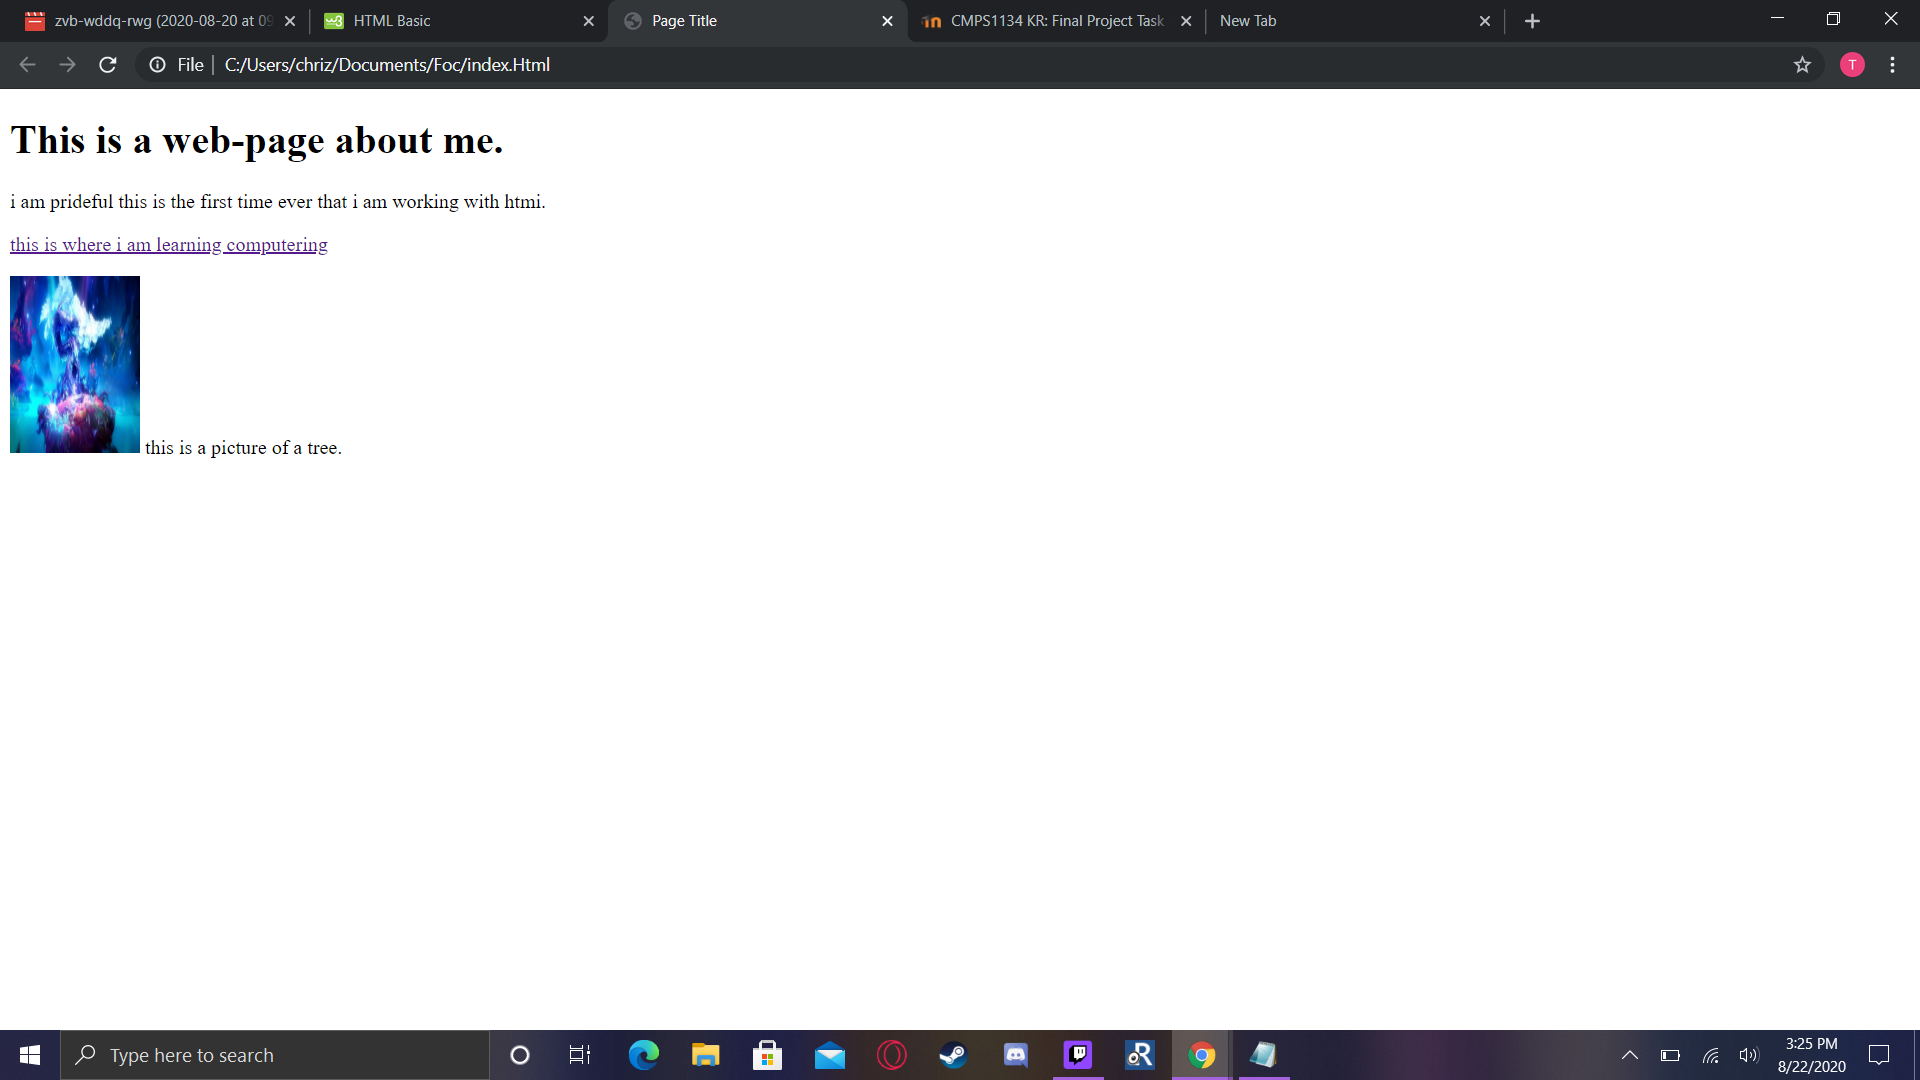 zvb-wddq-rwg (2020-08-20 at 09
HTML Basic
Page Title
CMPS1134 KR: Final Project Task
New Tab
File
C:/Users/chriz/Documents/Foc/index.Html
T
This is a web-page about me.
i am prideful this is the first time ever that i am working with htmi.
this is where i am learning computering
this is a picture of a tree.
Type here to search
3:25 PM
8/22/2020